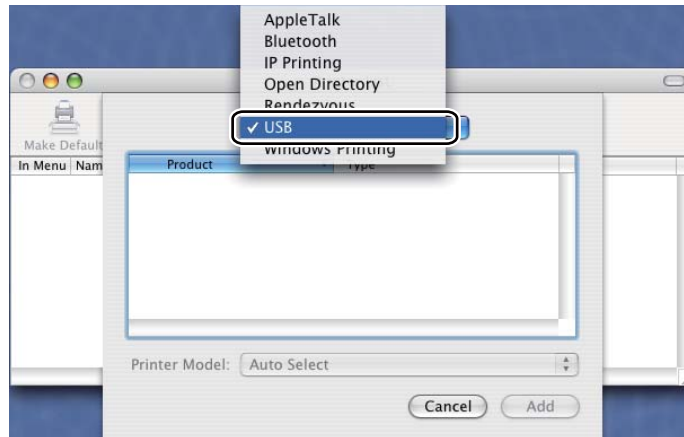 AppleTalk
Bluetooth
IP Printing
Open Directory
Rendezvous
✓ USB
Windows Printing
Make Default
In Menu Nam
Product Type
Printer Model: Auto Select
Cancel Add